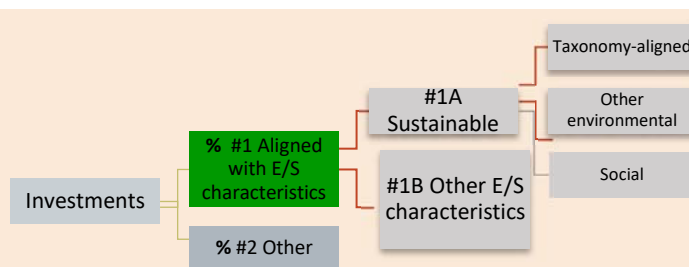 Investments
% #1 Aligned
with E/S
characteristics
% #2 Other
#1A
Sustainable
#1B Other E/S
characteristics
Taxonomy-aligned
Other
environmental
Social